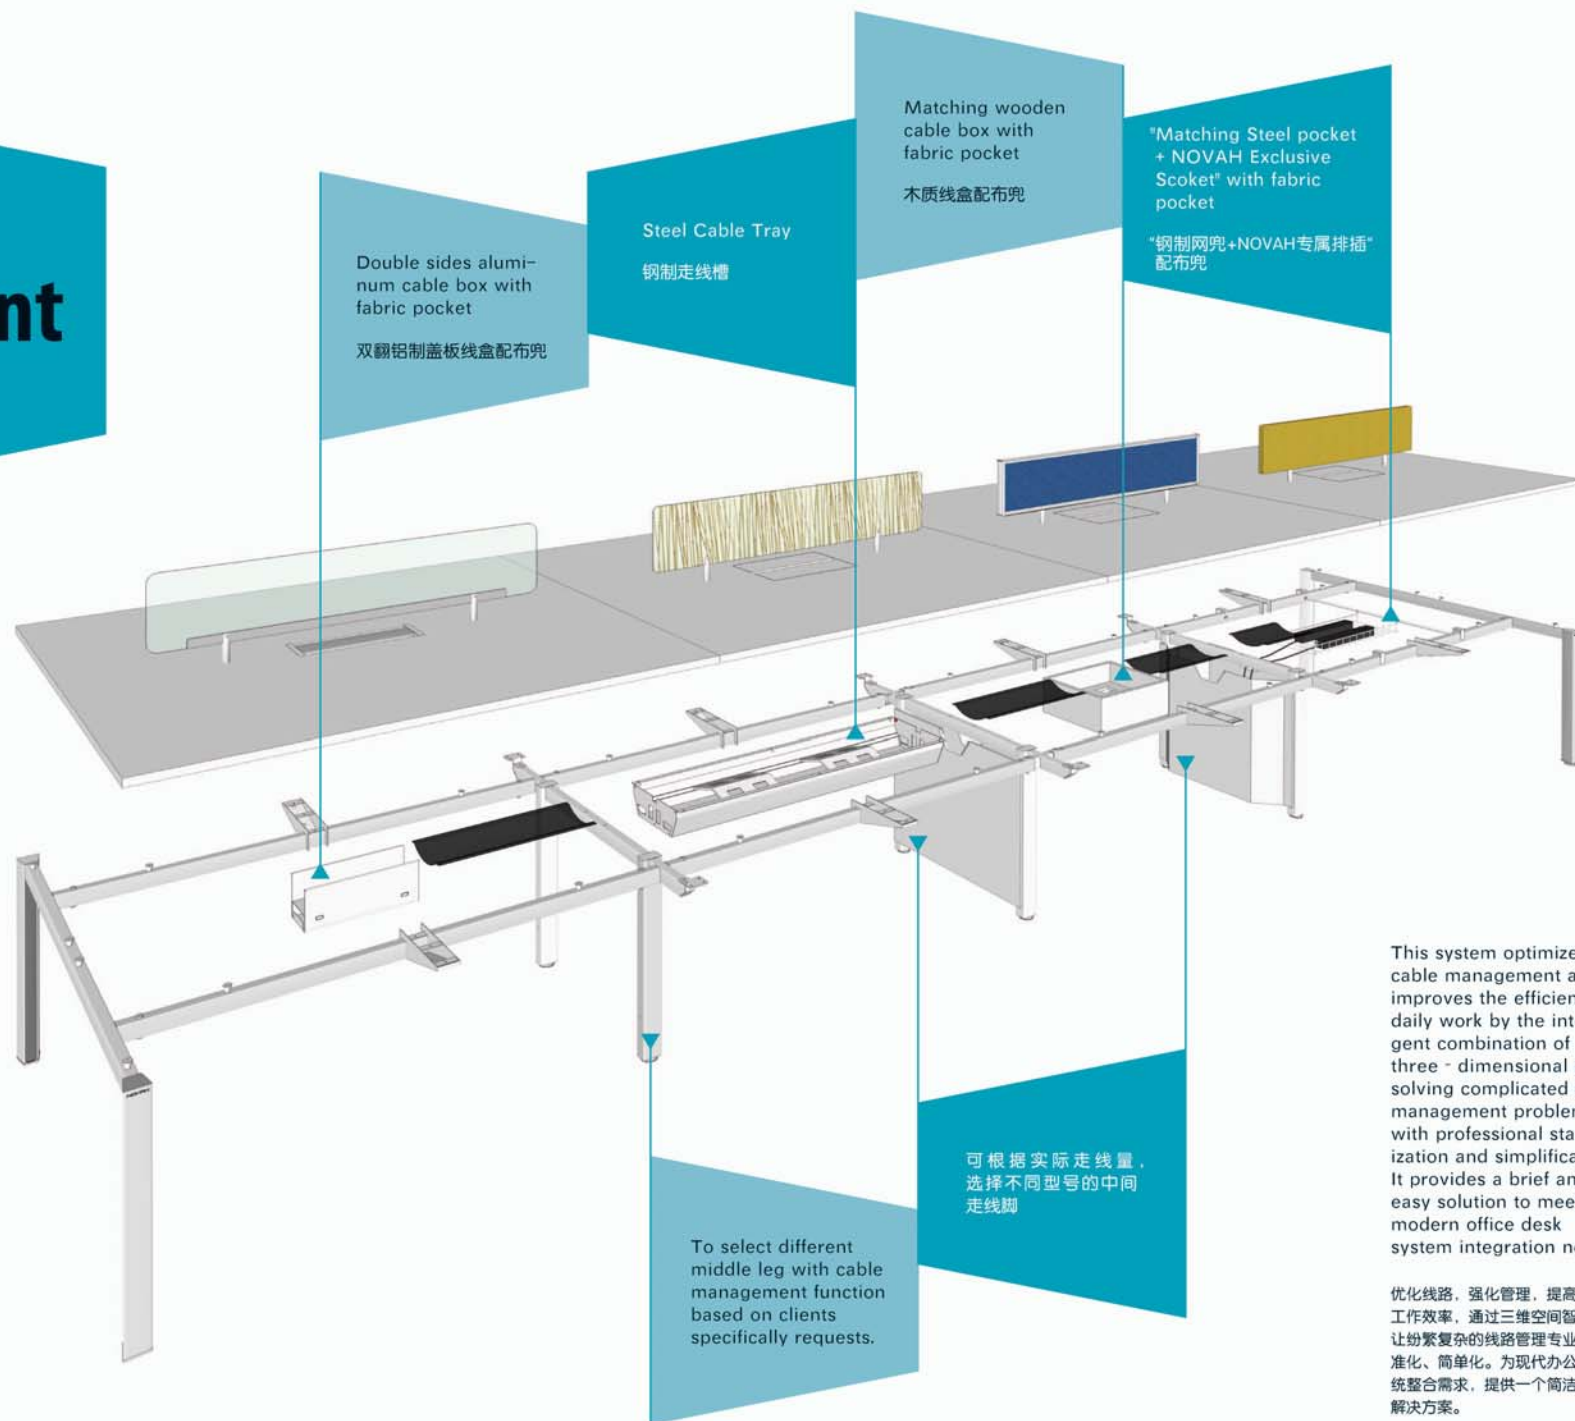 nt
Double sides alumi-
num cable box with
fabric pocket
双翻铝制盖板线盒配布兜
Steel Cable Tray
钢制走线槽
Matching wooden
cable box with
fabric pocket
木质线盒配布兜
"Matching Steel pocket
+ NOVAH Exclusive
Scoket" with fabric
pocket
"钢制网兜+NOVAH专属排插"
配布兜
To select different
middle leg with cable
management function
based on clients
specifically requests.
可根据实际走线量，
选择不同型号的中间
走线脚
This system optimize
cable management a
improves the efficien
daily work by the int
gent combination of
three - dimensional
solving complicated
management problem
with professional sta
ization and simplifica
It provides a brief an
easy solution to mee
modern office desk
system integration n
优化线路，强化管理，提高
工作效率，通过三维空间智
让纷繁复杂的线路管理专业
准化、简单化。为现代办公
统整合需求，提供一个简洁
解决方案。